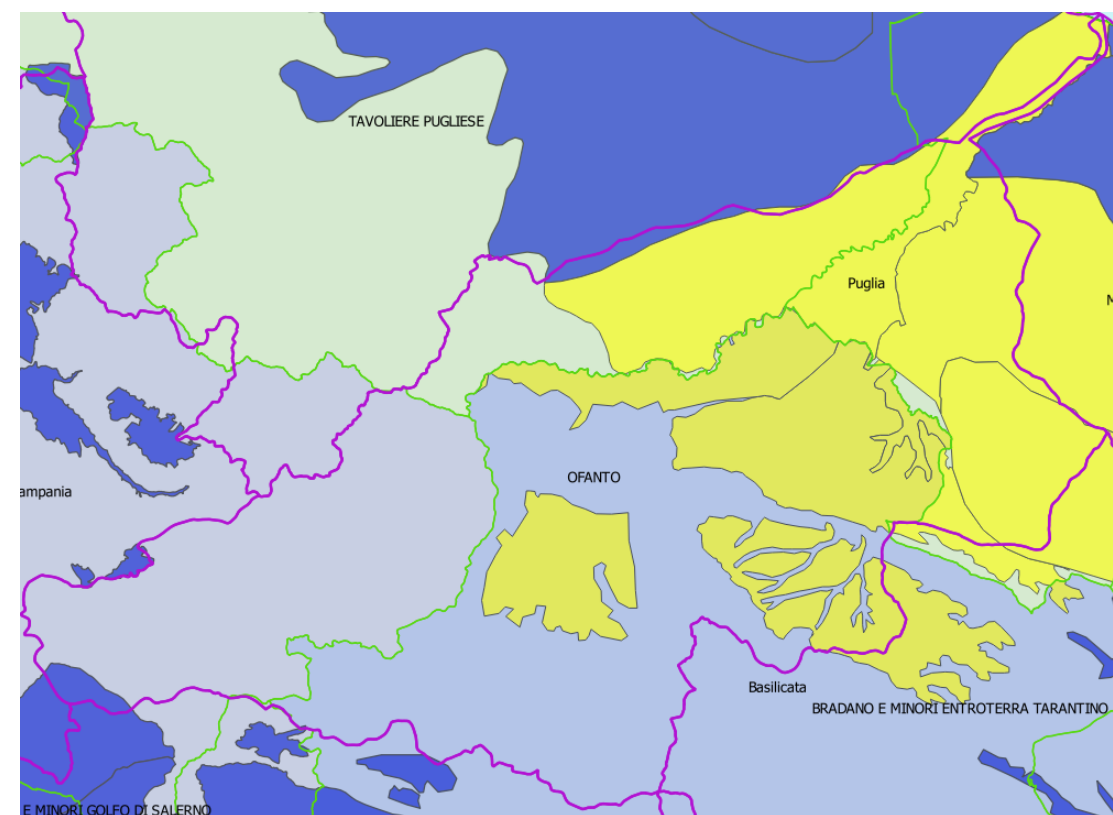 TAVOLIERE PUGLIESE
Puglia
M
OFANTO
ampania
Basilicata
BRADANO E MINORI ENTROTERRA TARANTINO
E MINORI GOLFO DI SALERNO